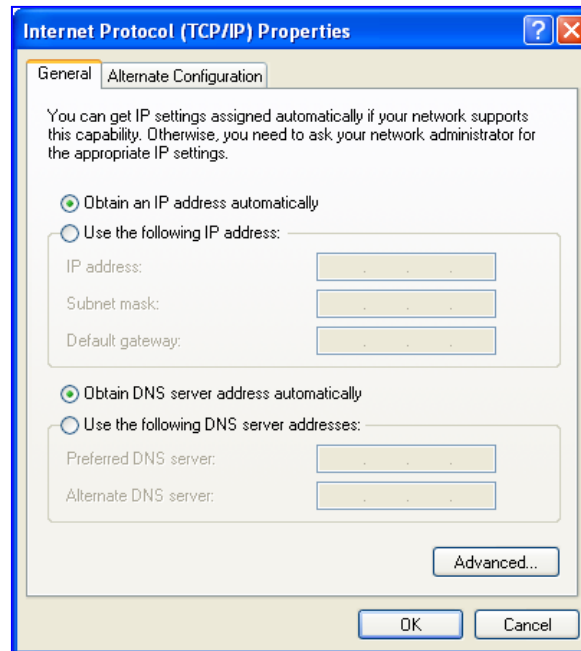 Internet Protocol (TCP/IP) Properties
General
Alternate Configuration
You can get IP settings assigned automatically if your network supports
this capability. Otherwise, you need to ask your network administrator for
the appropriate IP settings.
Obtain an IP address automatically
Use the following IP address:
IP address:
Subnet mask:
Default gateway:
Obtain DNS server address automatically
Use the following DNS server addresses:
Preferred DNS server:
Alternate DNS server:
Advanced...
OK
Cancel